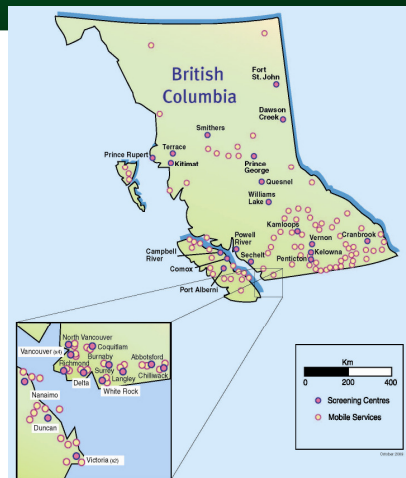 British
Columbia
Fort
St. John
Dawson
Creek
Smithers
Terrace
Prince Rupert
Kitimat
Prince
George
Quesnel
Williams
Lake
Kamloops
Vernon
Cranbrook
Kelowna
Penticton
Powell
River
Campbell
River
Sechelt
Comox
Port Alberni
North Vancouver
Vancouver (x4)
Coquitlam
Burnaby
Abbotsford
Richmond
Surrey
Chilliwack
Delta
Langley
White Rock
Nanaimo
Duncan
Victoria (x2)
Km
0 200 400
Screening Centres
Mobile Services